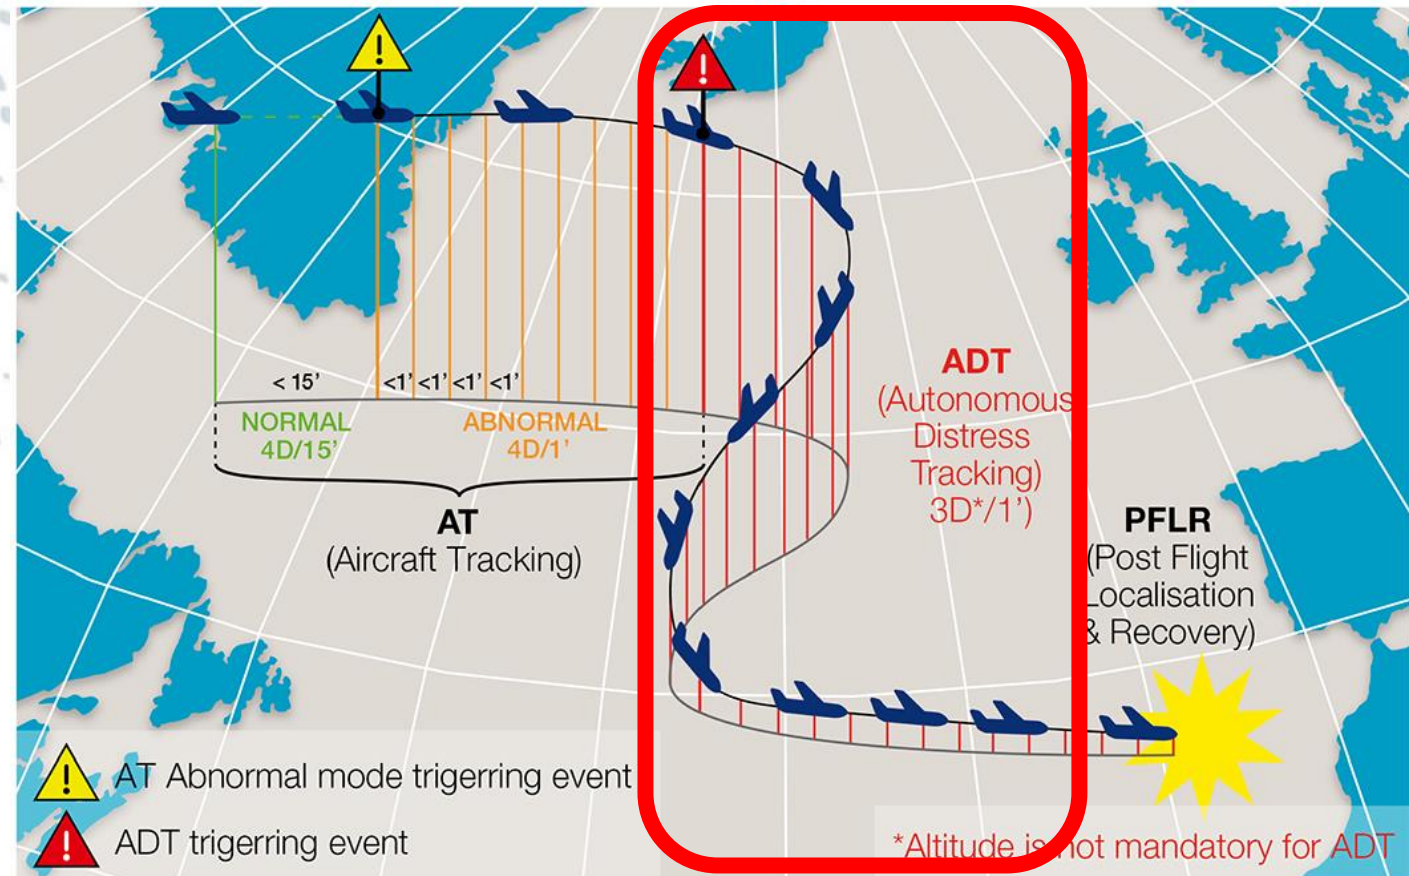 !
!
< 15'
<1' <1' <1' <1'
NORMAL
4D/15'
ABNORMAL
4D/1'
AT
(Aircraft Tracking)
ADT
(Autonomous
Distress
Tracking)
3D*/1')
PFLR
(Post Flight
Localisation
& Recovery)
! AT Abnormal mode trigerring event
! ADT trigerring event
*Altitude is not mandatory for ADT